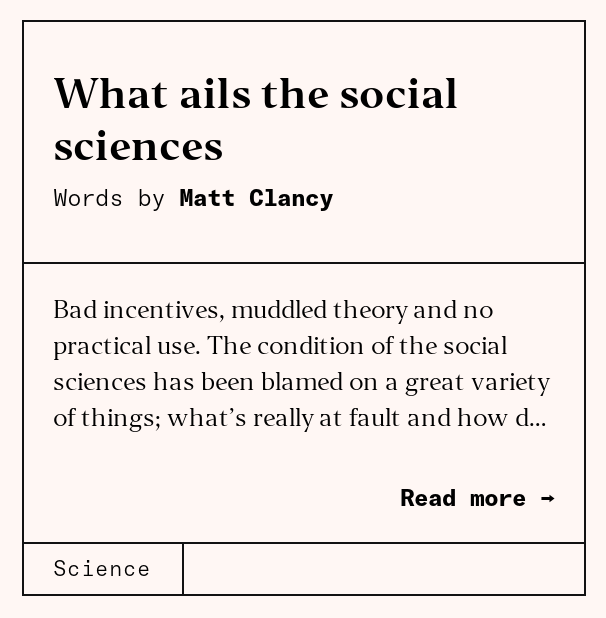 What ails the social
sciences
Words by Matt Clancy
Bad incentives, muddled theory and no
practical use. The condition of the social
sciences has been blamed on a great variety
of things; what’s really at fault and how d...
Read more →
Science